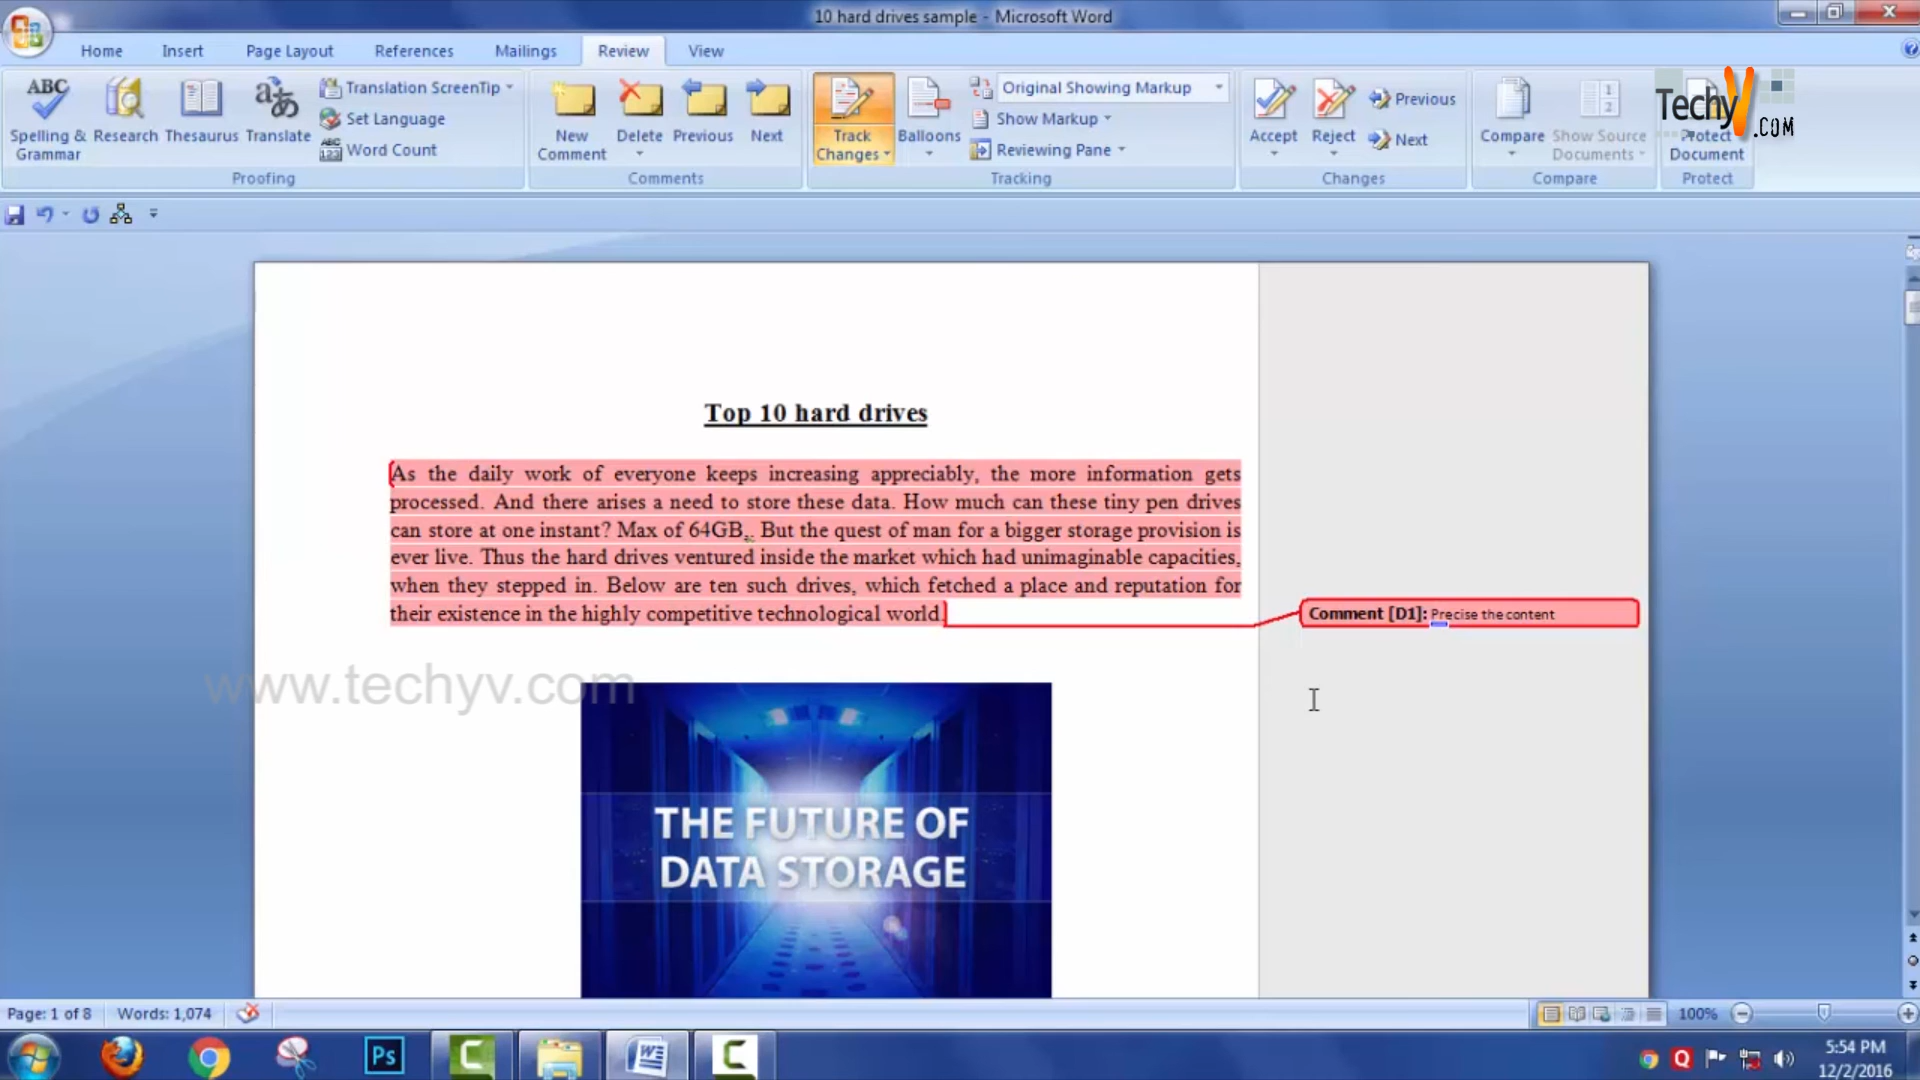 10 hard drives sample - Microsoft Word
Home Insert Page Layout References Mailings Review View
ABC
Spelling & Grammar
Research
Thesaurus
Translate
Translation ScreenTip
Set Language
ABC 123 Word Count
Proofing
New Comment
Delete
Previous
Next
Comments
Track Changes
Balloons
Original Showing Markup
Show Markup
Reviewing Pane
Tracking
Accept
Reject
Previous
Next
Changes
Compare
Show Source Documents
Compare
Protect Document
Protect
TechyV.COM
Top 10 hard drives
As the daily work of everyone keeps increasing appreciably, the more information gets
processed. And there arises a need to store these data. How much can these tiny pen drives
can store at one instant? Max of 64GB,. But the quest of man for a bigger storage provision is
ever live. Thus the hard drives ventured inside the market which had unimaginable capacities,
when they stepped in. Below are ten such drives, which fetched a place and reputation for
their existence in the highly competitive technological world.
Comment [D1]: Precise the content
www.techyv.com
THE FUTURE OF
DATA STORAGE
Page: 1 of 8 Words: 1,074
100%
Ps
5:54 PM
12/2/2016